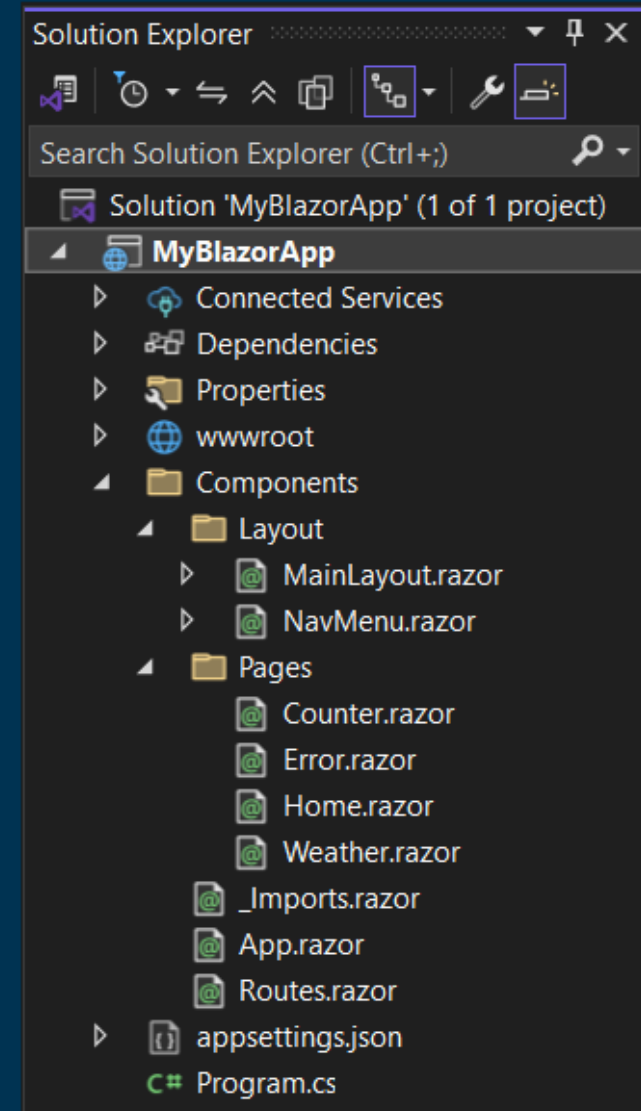 Solution Explorer
Search Solution Explorer (Ctrl+;)
Solution 'MyBlazorApp' (1 of 1 project)
MyBlazorApp
Connected Services
Dependencies
Properties
wwwroot
Components
Layout
MainLayout.razor
NavMenu.razor
Pages
Counter.razor
Error.razor
Home.razor
Weather.razor
_Imports.razor
App.razor
Routes.razor
appsettings.json
C# Program.cs